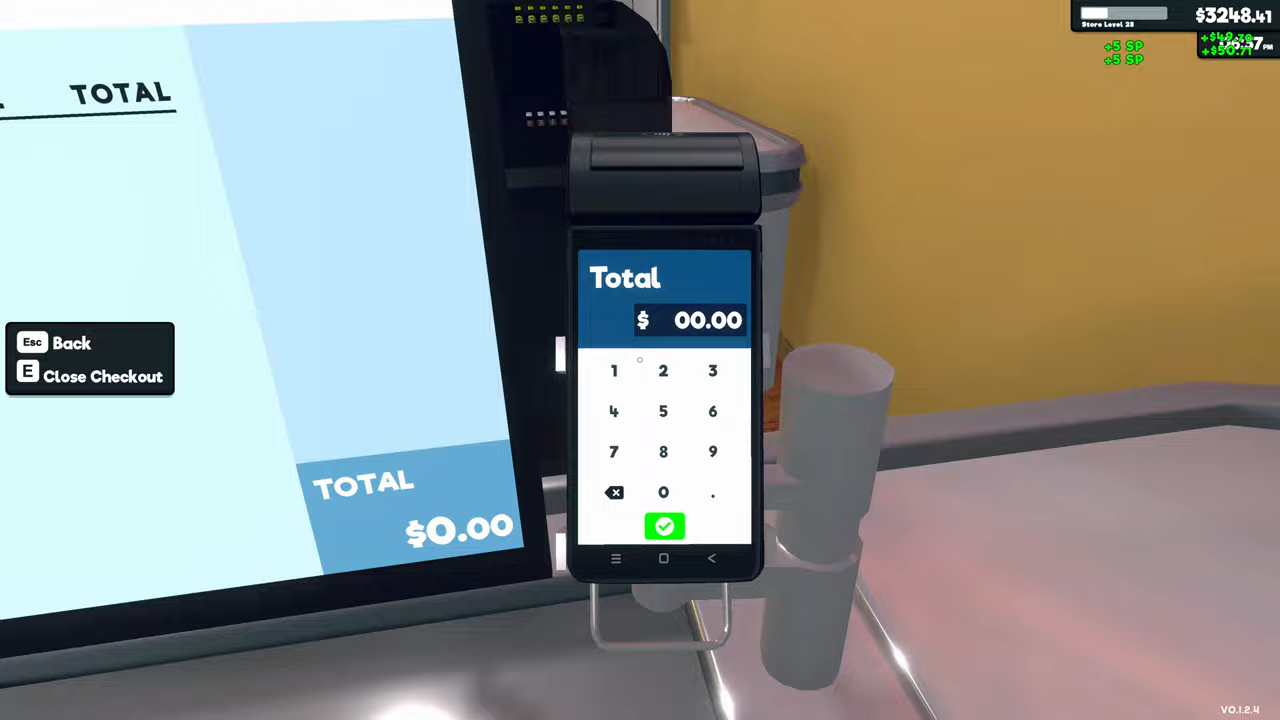 $3248.41
Store Level 28
+5 SP
+5 SP
PM
TOTAL
Total
$ 00.00
Esc Back
E Close Checkout
1 2 3
4 5 6
7 8 9
0 .
TOTAL
$0.00
V0.1.2.4